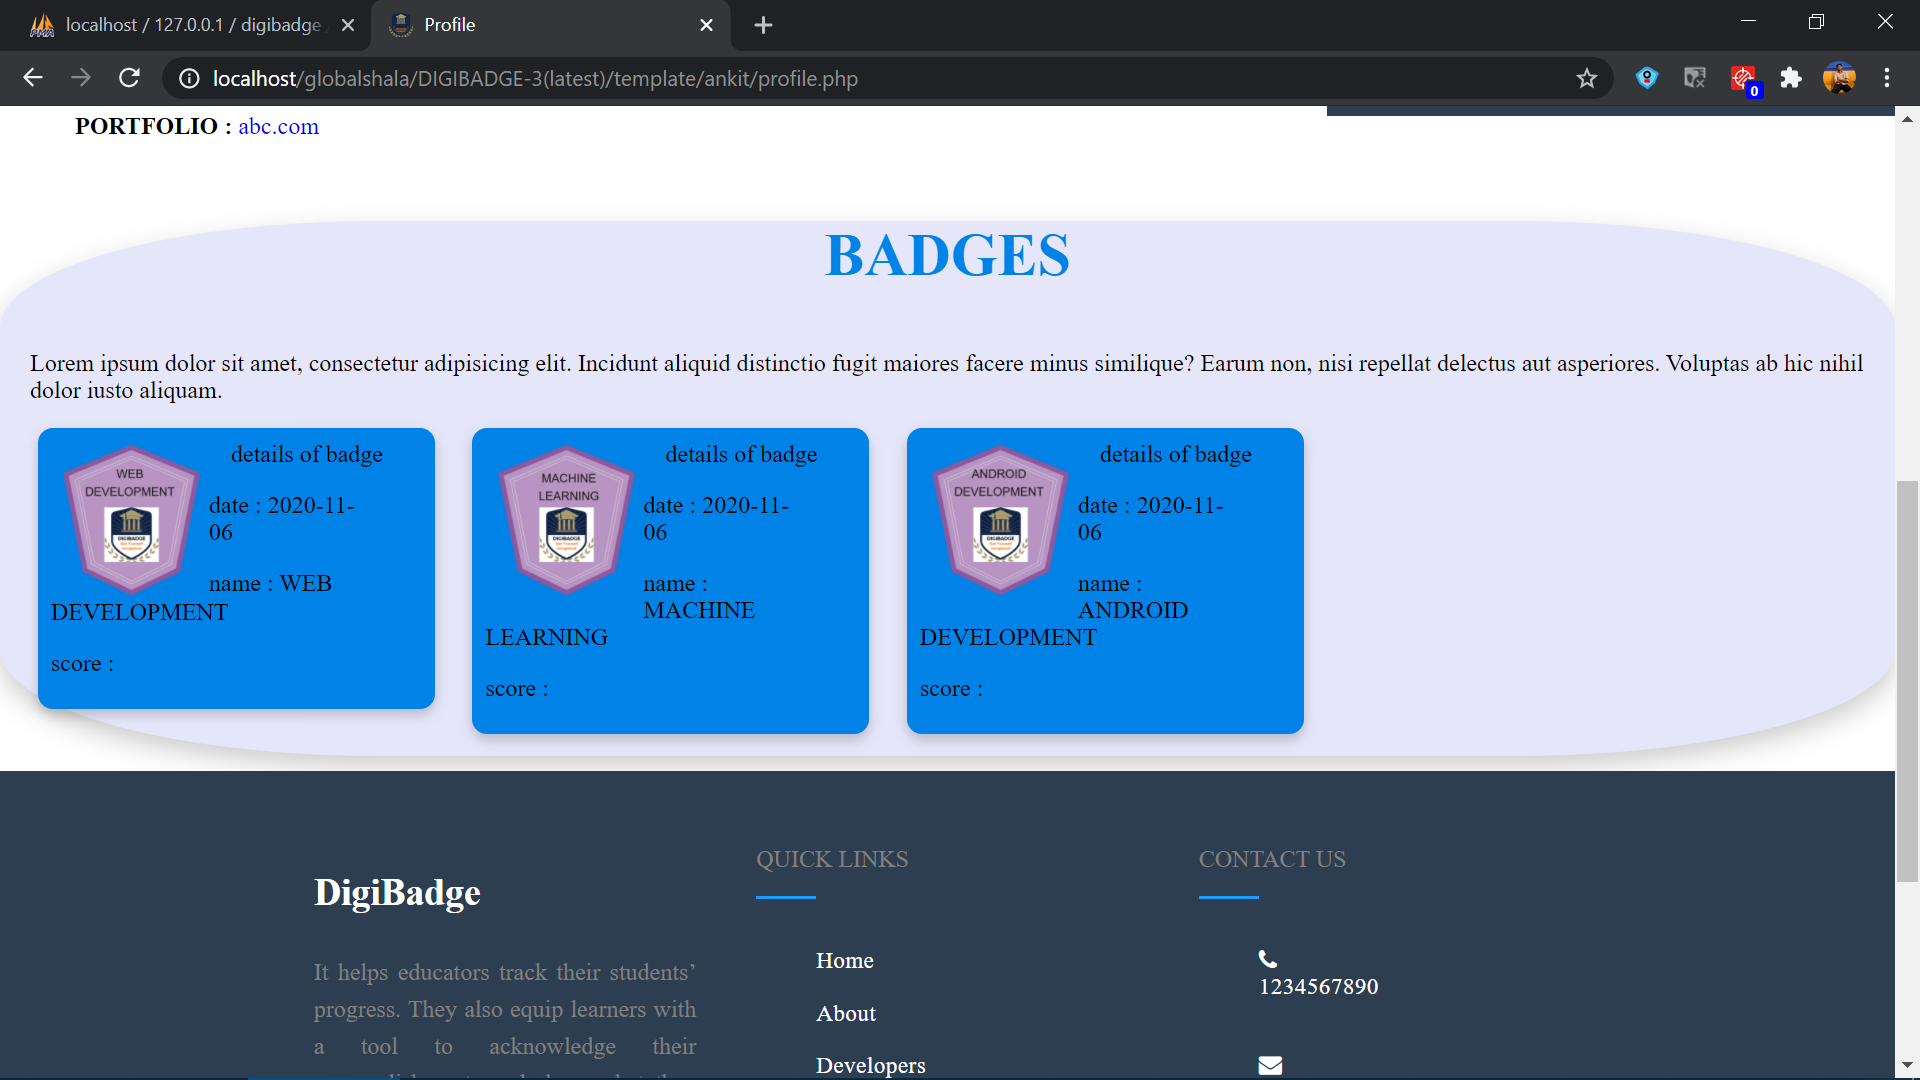 localhost / 127.0.0.1 / digibadge
Profile
localhost/globalshala/DIGIBADGE-3(latest)/template/ankit/profile.php
0
PORTFOLIO : abc.com
BADGES
Lorem ipsum dolor sit amet, consectetur adipisicing elit. Incidunt aliquid distinctio fugit maiores facere minus similique? Earum non, nisi repellat delectus aut asperiores. Voluptas ab hic nihil
dolor iusto aliquam.
WEB
DEVELOPMENT
DIGIBADGE
details of badge
date : 2020-11-
06
name : WEB
DEVELOPMENT
score :
MACHINE
LEARNING
DIGIBADGE
details of badge
date : 2020-11-
06
name :
MACHINE
LEARNING
score :
ANDROID
DEVELOPMENT
DIGIBADGE
details of badge
date : 2020-11-
06
name :
ANDROID
DEVELOPMENT
score :
DigiBadge
It helps educators track their students’
progress. They also equip learners with
a tool to acknowledge their
QUICK LINKS
Home
About
Developers
CONTACT US
1234567890